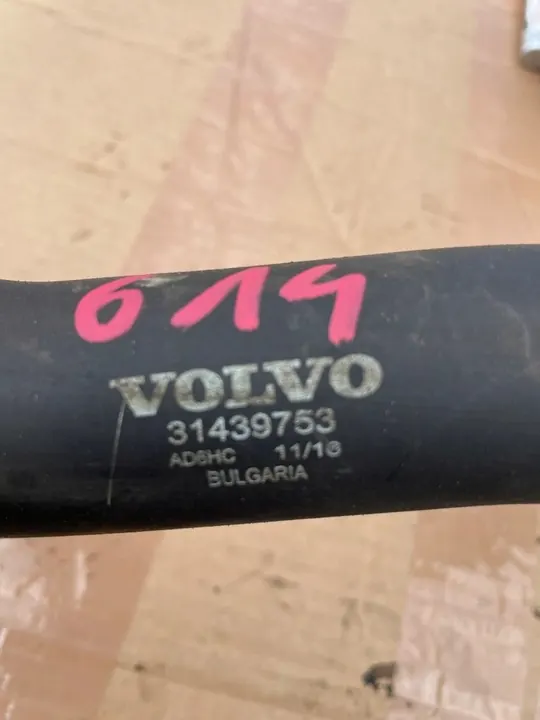 614
VOLVO
31439753
AD6HC 11/16
BULGARIA